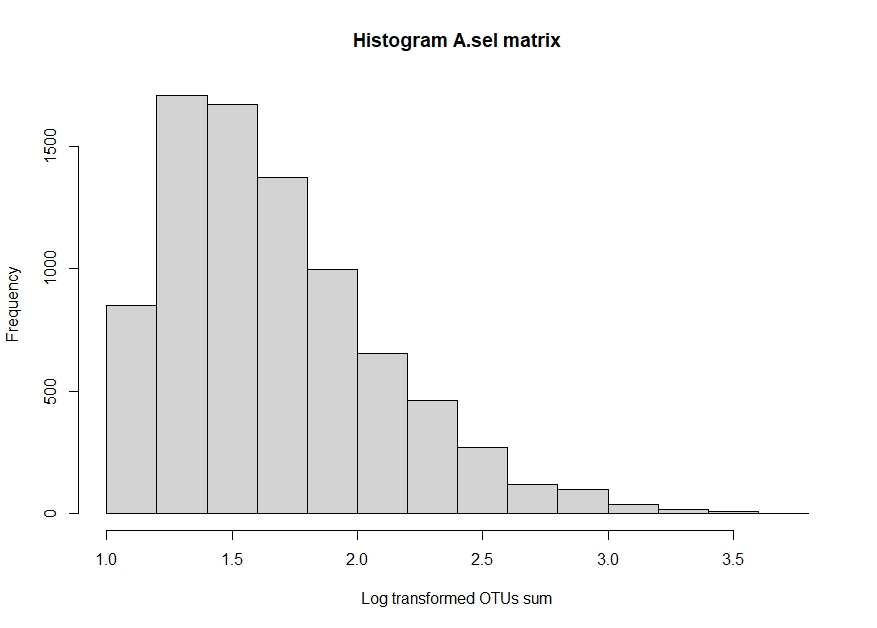 Histogram A.sel matrix
Frequency
1500
1000
500
0
1.0 1.5 2.0 2.5 3.0 3.5
Log transformed OTUs sum